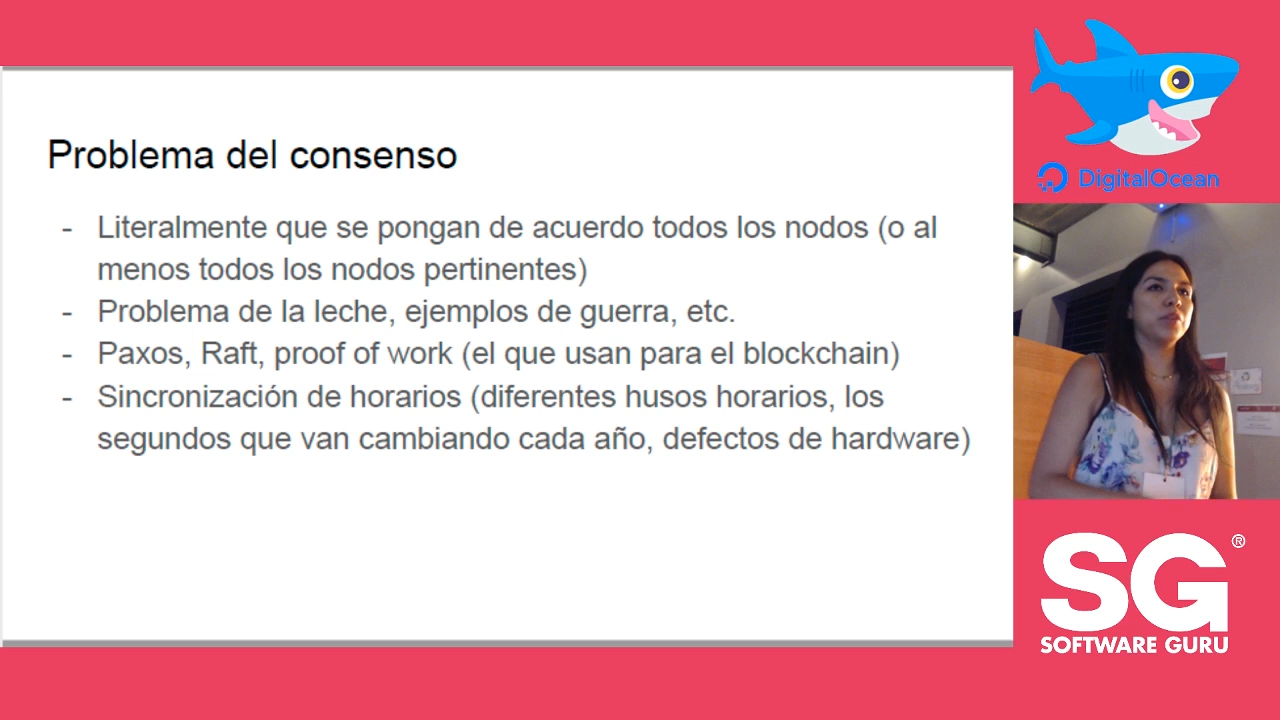 Problema del consenso
- Literalmente que se pongan de acuerdo todos los nodos (o al
menos todos los nodos pertinentes)
- Problema de la leche, ejemplos de guerra, etc.
- Paxos, Raft, proof of work (el que usan para el blockchain)
- Sincronización de horarios (diferentes husos horarios, los
segundos que van cambiando cada año, defectos de hardware)
DigitalOcean
SG®
SOFTWARE GURU